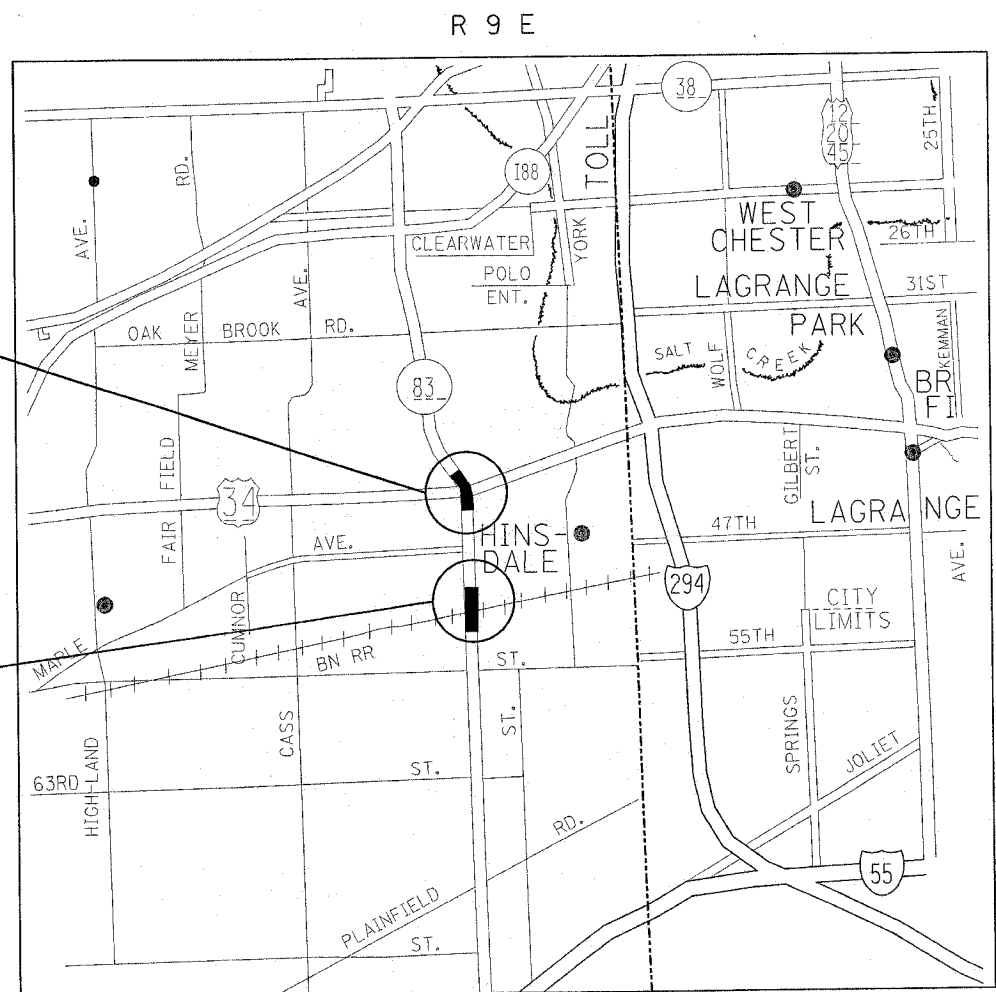 R 9 E
38
12
20
45
25TH
RD.
TOLL
I88
AVE.
WEST
CHESTER
26TH
CLEARWATER
YORK
POLO
ENT.
AVE.
LAGRANGE
PARK
31ST
OAK BROOK RD.
MEYER
SALT
CREEK
WOLF
KEMMAN
83
BR
FI
FAIR FIELD
34
GILBERT
ST.
LAGRANGE
HINS-
DALE
47TH
AVE.
AVE.
294
CITY
LIMITS
MAPLE
CUMNOR
BN RR
ST.
55TH
HIGH-LAND
CASS
ST.
SPRINGS
JOLIET
63RD
ST.
RD.
55
PLAINFIELD
ST.